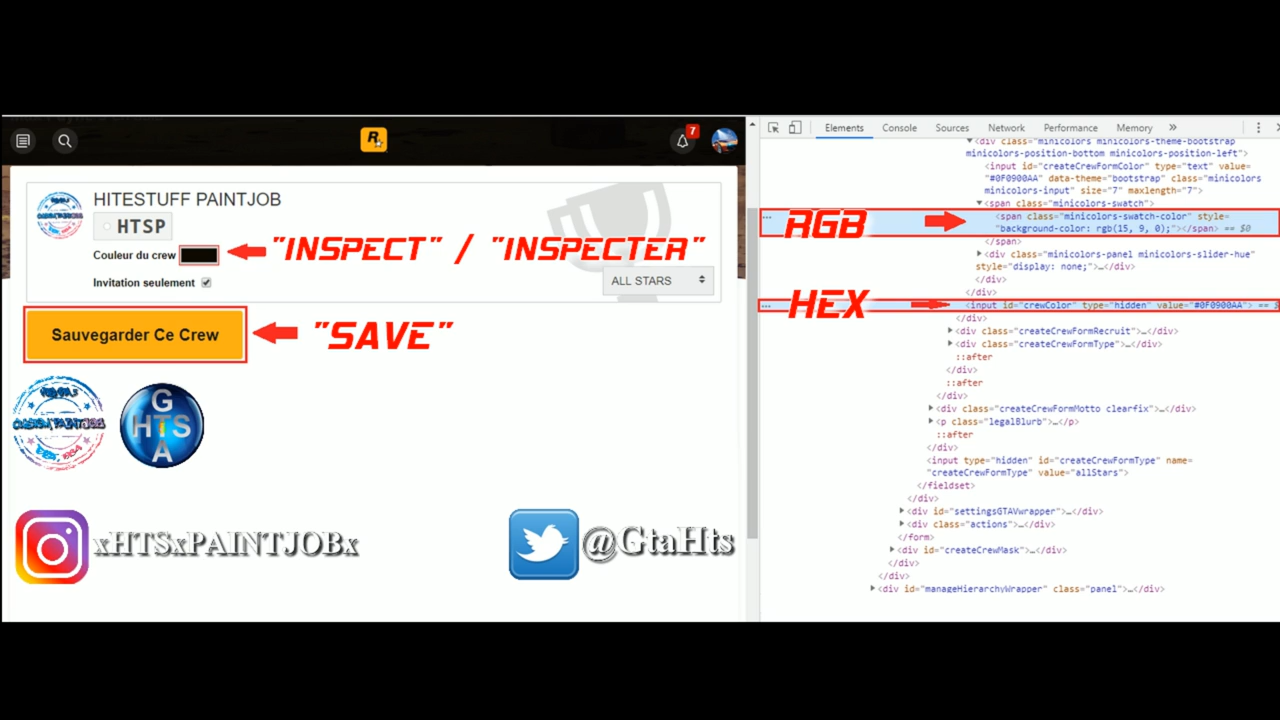 7
HITESTUFF PAINTJOB
HTSP
Couleur du crew
"INSPECT" / "INSPECTER"
Invitation seulement
ALL STARS
Sauvegarder Ce Crew
"SAVE"
G
HTS
A
xHTSxPAINTJOBx
@GtaHts
Elements Console Sources Network Performance Memory »
▼<div class="minicolors minicolors-theme-bootstrap
minicolors-position-bottom minicolors-position-left">
<input id="createCrewFormColor" type="text" value=
"#0F0900AA" data-theme="bootstrap" class="minicolors
minicolors-input" size="7" maxlength="7">
▼<span class="minicolors-swatch">
RGB
<span class="minicolors-swatch-color" style=
"background-color: rgb(15, 9, 0);"></span> == $0
</span>
▶<div class="minicolors-panel minicolors-slider-hue"
style="display: none;">…</div>
</div>
</div>
HEX
<input id="crewColor" type="hidden" value="#0F0900AA"> == $
</div>
▶<div class="createCrewFormRecruit">…</div>
▶<div class="createCrewFormType">…</div>
::after
</div>
::after
</div>
▶<div class="createCrewFormMotto clearfix">…</div>
▶<p class="legalBlurb">…</p>
::after
</div>
<input type="hidden" id="createCrewFormType" name=
"createCrewFormType" value="allStars">
</fieldset>
</div>
▶<div id="settingsGTAVwrapper">…</div>
▶<div class="actions">…</div>
</form>
▶<div id="createCrewMask">…</div>
</div>
</div>
▶<div id="manageHierarchyWrapper" class="panel">…</div>